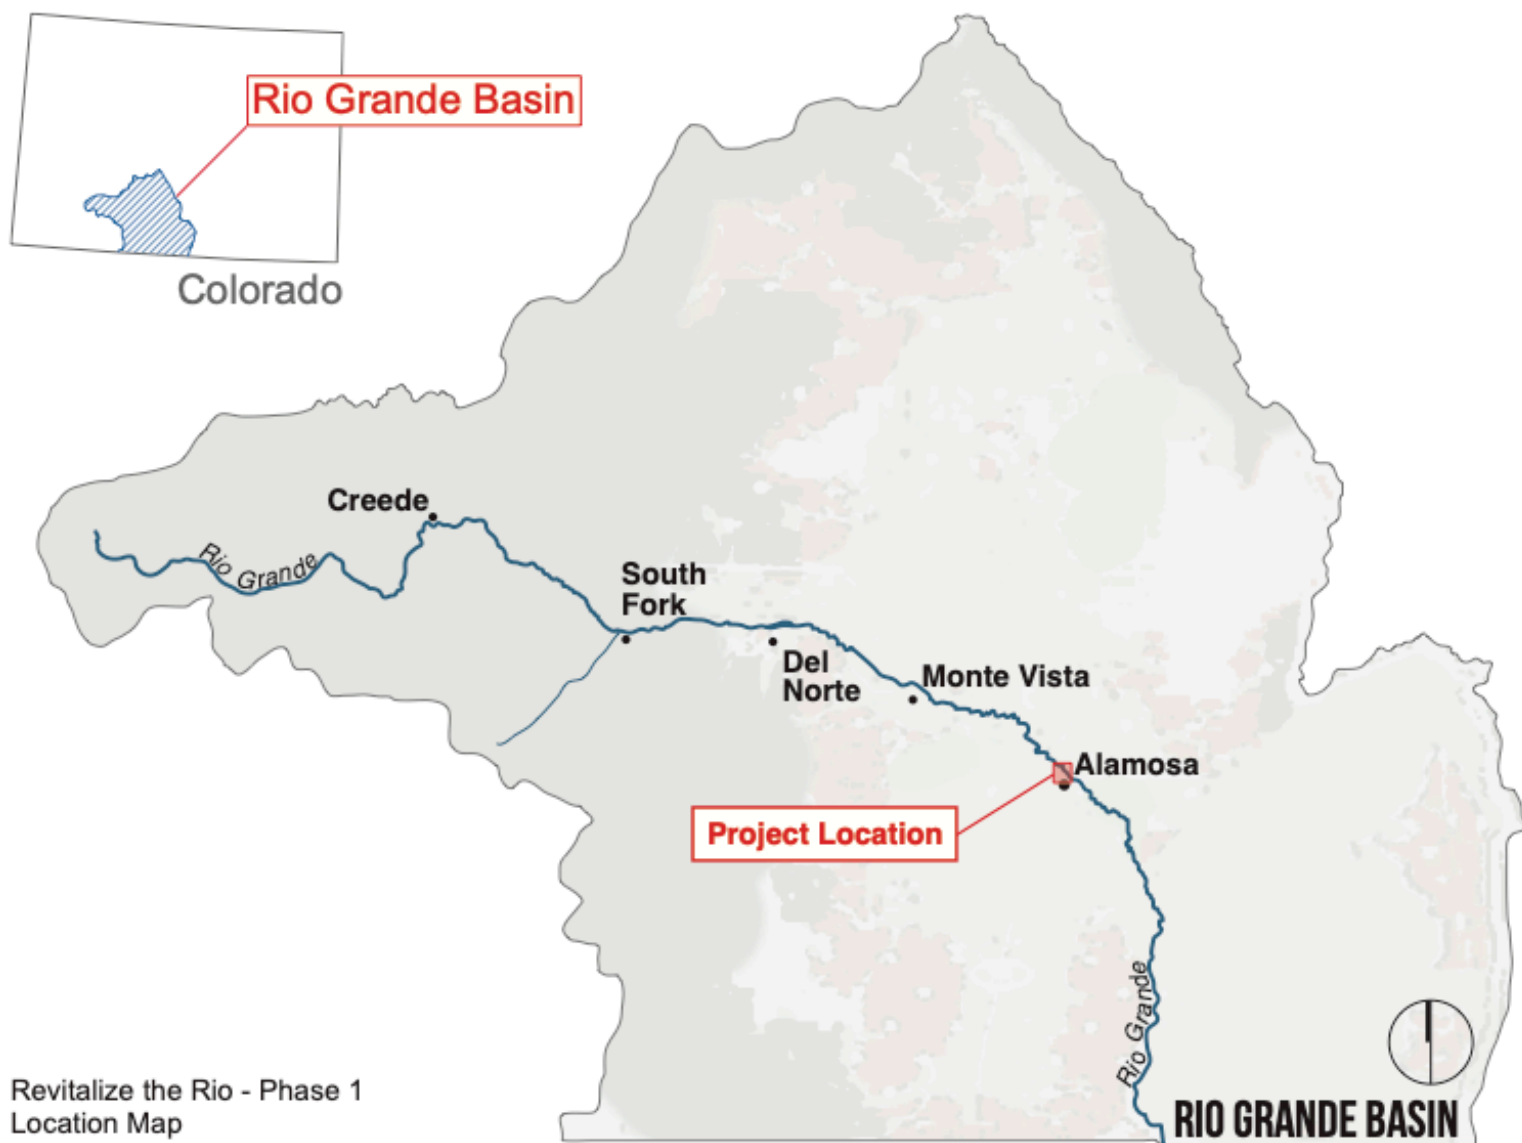 Rio Grande Basin
Colorado
Creede
Rio Grande
South
Fork
Del
Norte
Monte Vista
Alamosa
Project Location
Rio Grande
Revitalize the Rio - Phase 1
Location Map
RIO GRANDE BASIN